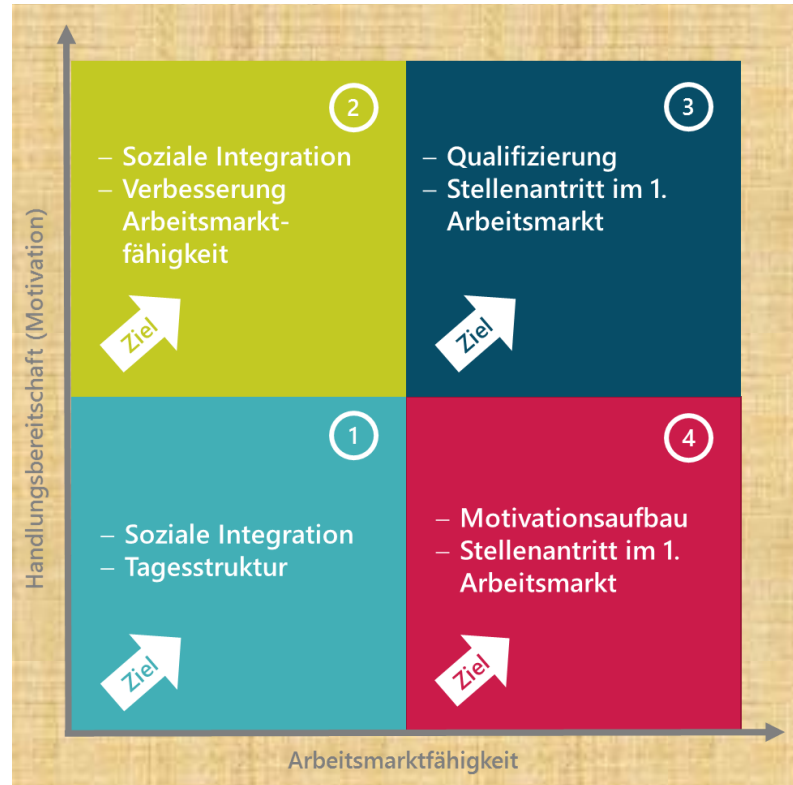 Handlungsbereitschaft (Motivation)
2
– Soziale Integration
– Verbesserung
Arbeitsmarkt-
fähigkeit
Ziel
3
– Qualifizierung
– Stellenantritt im 1.
Arbeitsmarkt
Ziel
1
– Soziale Integration
– Tagesstruktur
Ziel
4
– Motivationsaufbau
– Stellenantritt im 1.
Arbeitsmarkt
Ziel
Arbeitsmarktfähigkeit